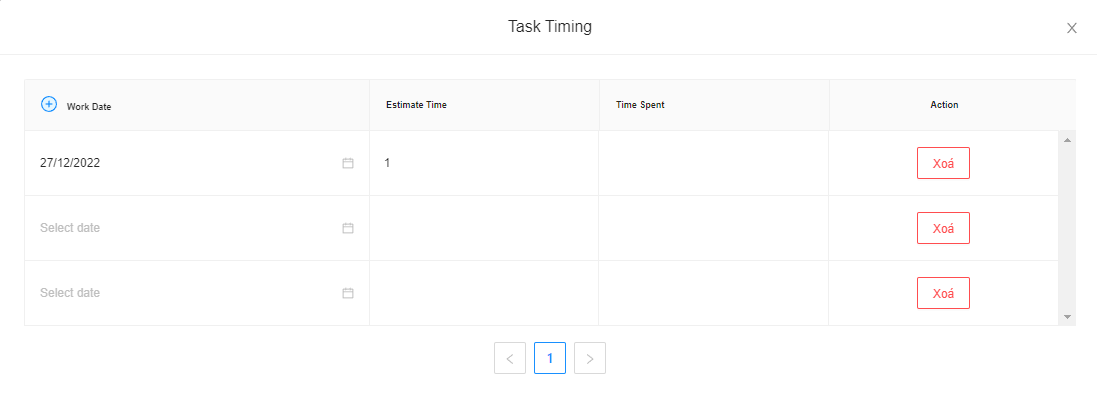 Task Timing
Work Date Estimate Time Time Spent Action
27/12/2022 1 Xoá
Select date Xoá
Select date Xoá
1